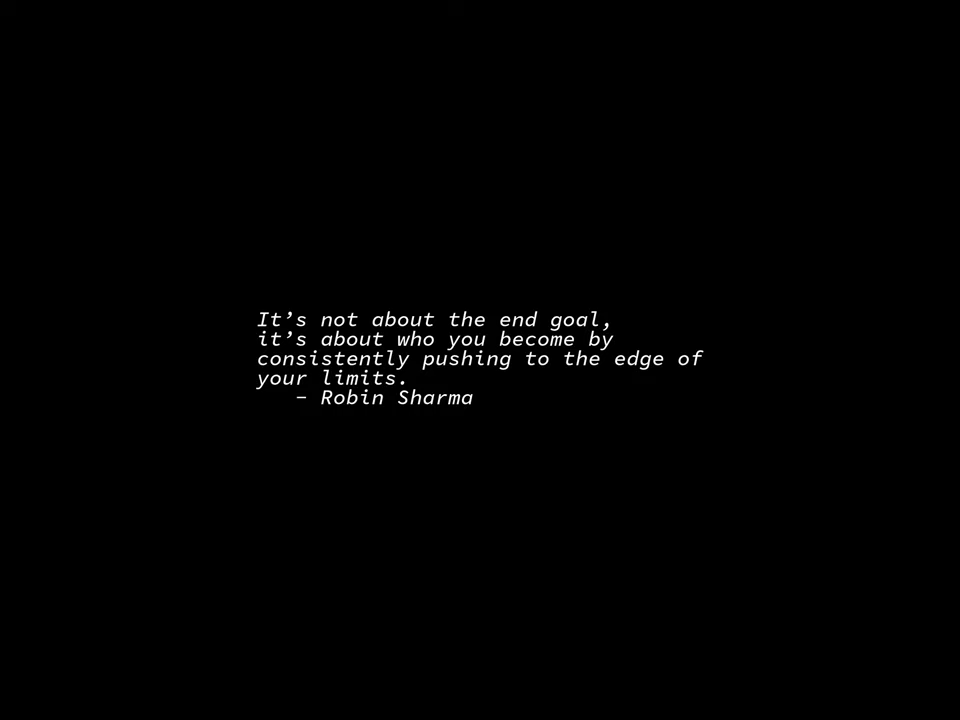 It’s not about the end goal,
it’s about who you become by
consistently pushing to the edge of
your limits.
– Robin Sharma